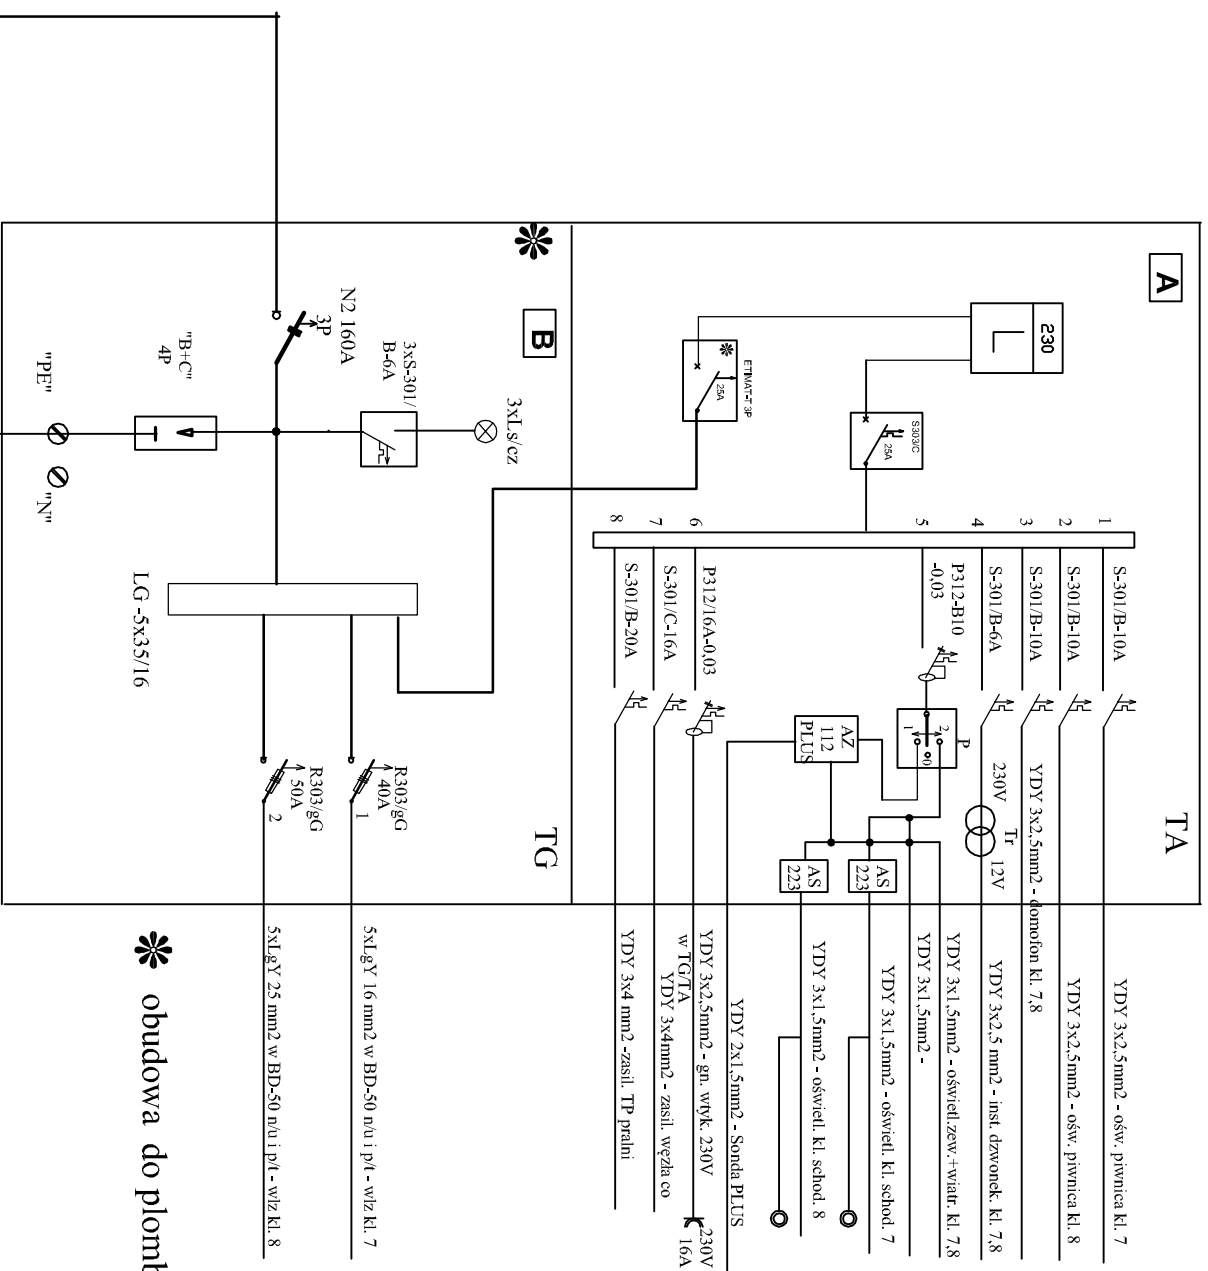 A
TA
230
L
S303/C
25A
ETIMAT-T 3P
25A
1
2
3
4
5
6
7
8
S-301/B-10A
S-301/B-10A
S-301/B-10A
S-301/B-6A
P312-B10
-0,03
P312/16A-0,03
S-301/C-16A
S-301/B-20A
P
2
1
0
AZ
112
PLUS
AS
223
AS
223
230V
Tr
12V
YDY 3x2,5mm2 - ośw. piwnica kl. 7
YDY 3x2,5mm2 - ośw. piwnica kl. 8
YDY 3x2,5mm2 - domofon kl. 7,8
YDY 3x2,5 mm2 - inst. dzwonek. kl. 7,8
YDY 3x1,5mm2 - oświetl.zew.+wiatr. kl. 7,8
YDY 3x1,5mm2 -
YDY 3x1,5mm2 - oświetl. kl. schod. 7
YDY 3x1,5mm2 - oświetl. kl. schod. 8
YDY 2x1,5mm2 - Sonda PLUS
YDY 3x2,5mm2 - gn. wtyk. 230V
w TG/TA
230V
16A
YDY 3x4mm2 - zasil. węzła co
YDY 3x4 mm2 -zasil. TP pralni
B
TG
3xLs/cz
3xS-301/
B-6A
N2 160A
3P
"B+C"
4P
"PE"
"N"
LG -5x35/16
R303/gG
40A
1
R303/gG
50A
2
5xLgY 16 mm2 w BD-50 n/u i p/t - wlz kl. 7
5xLgY 25 mm2 w BD-50 n/u i p/t - wlz kl. 8
obudowa do plomb